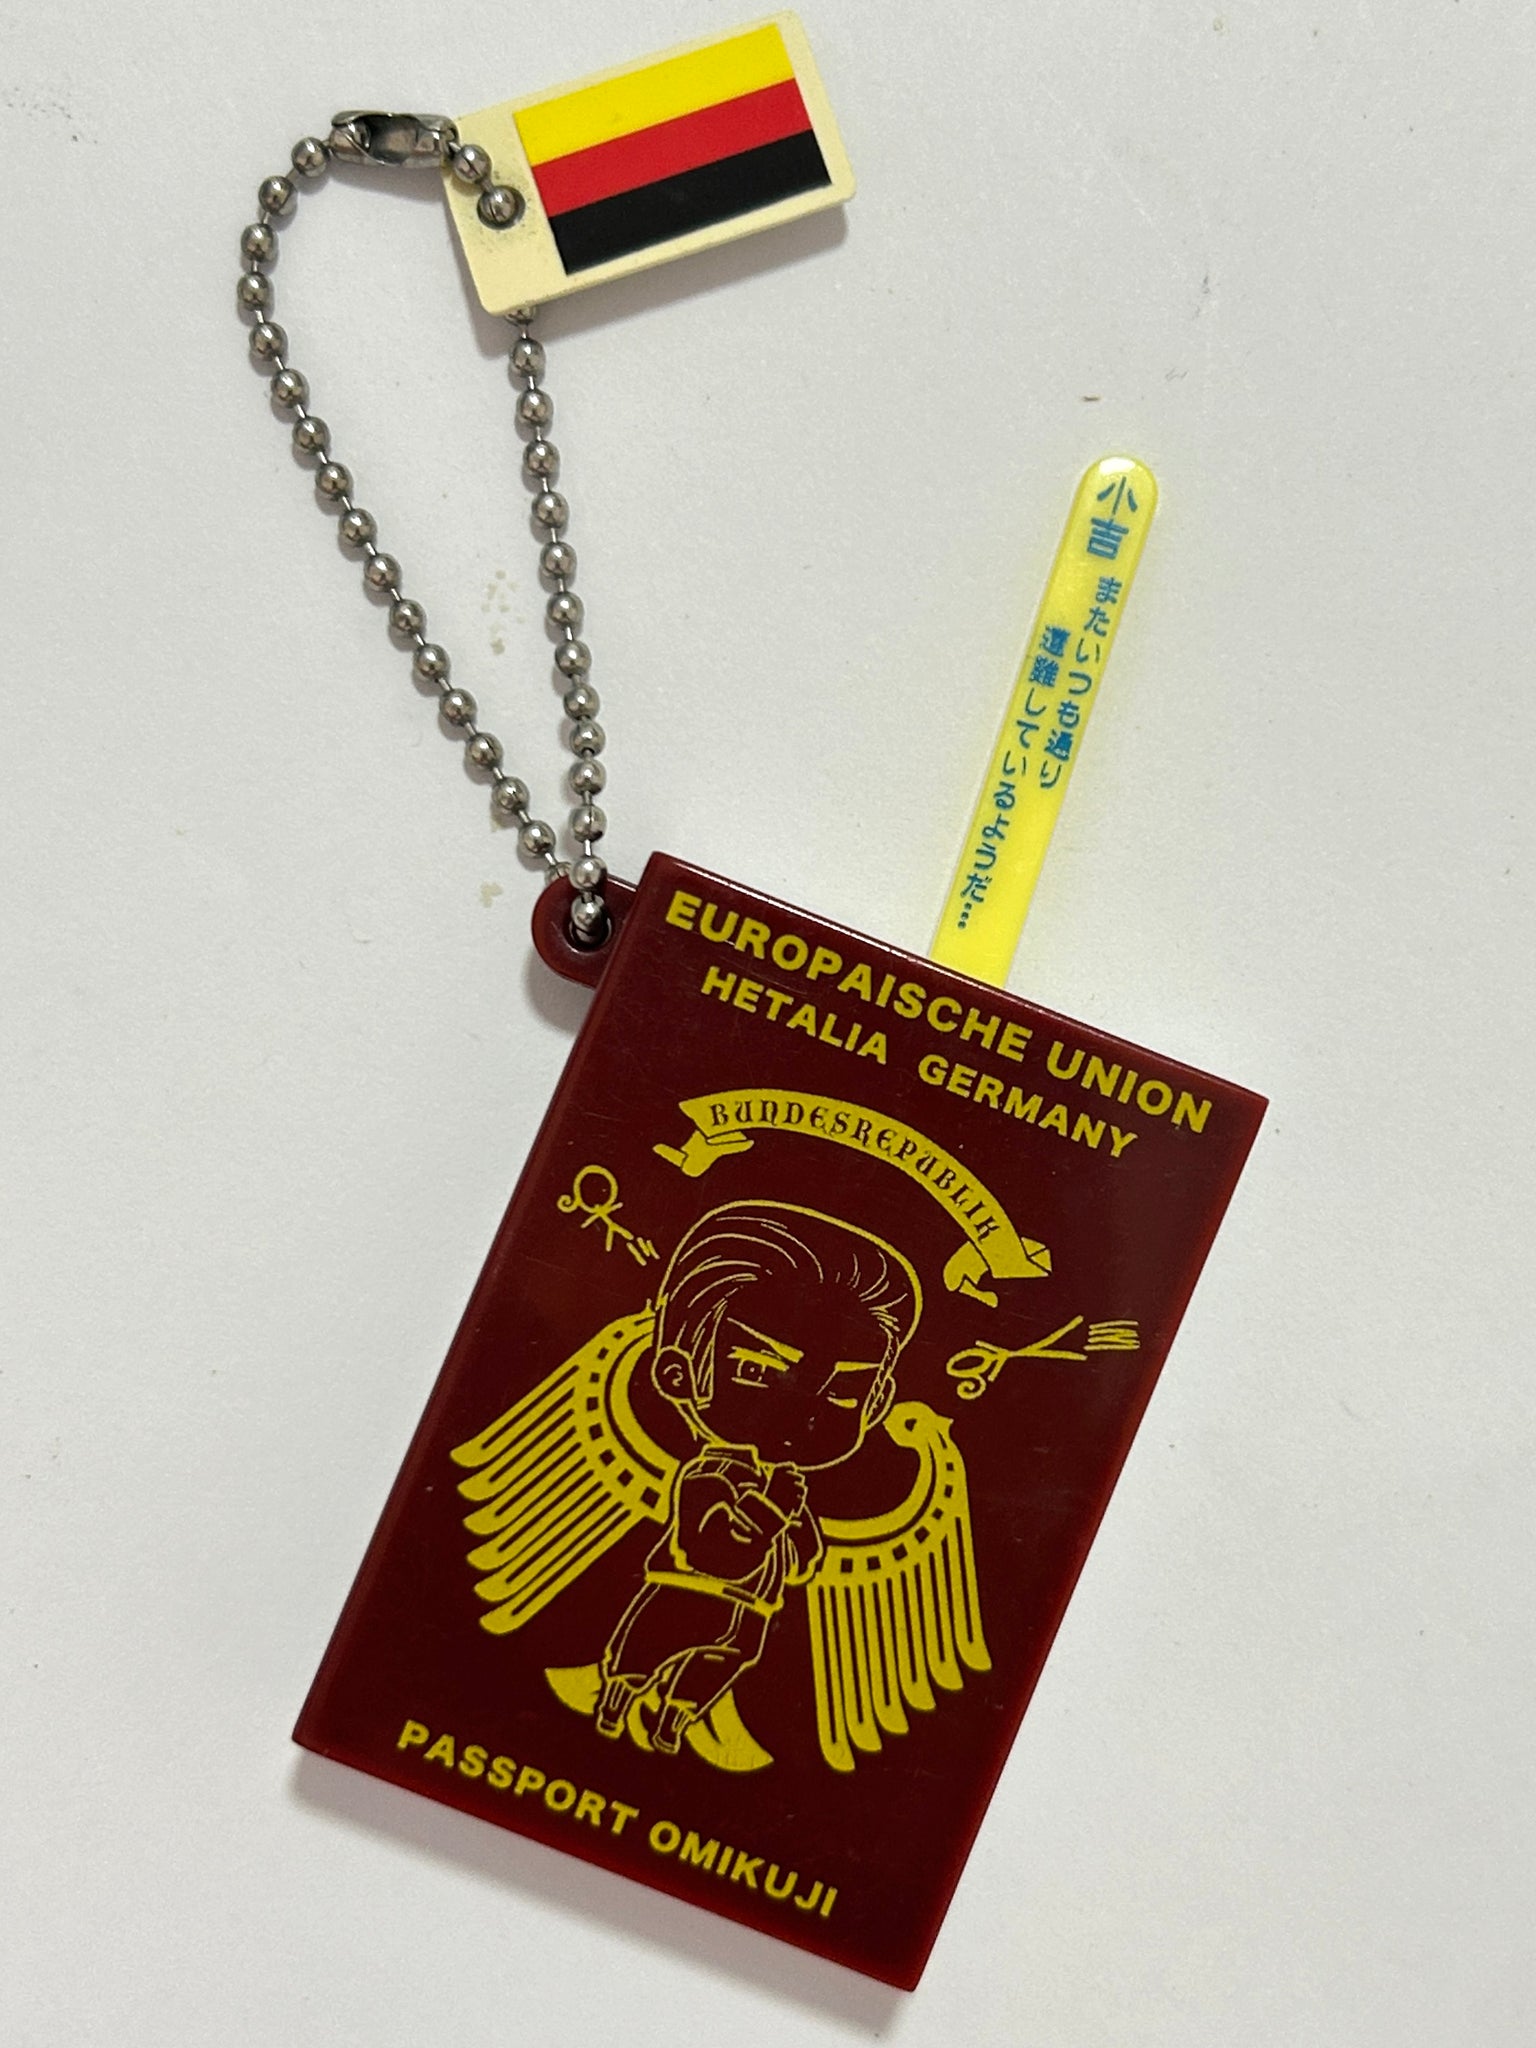 小吉
またいつも通り
遭難しているようだ…
EUROPAISCHE UNION
HETALIA GERMANY
BUNDESREPUBLIK
PASSPORT OMIKUJI